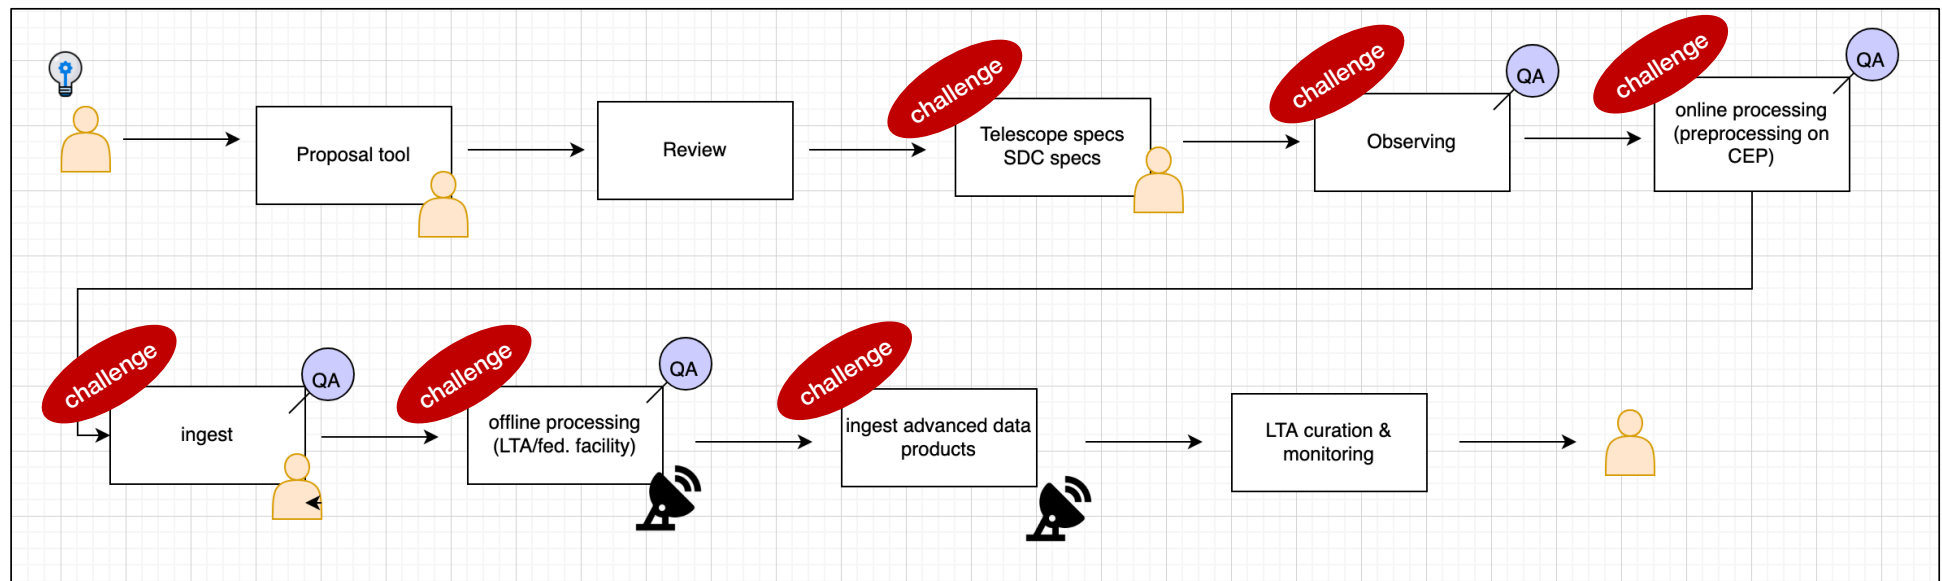 Proposal tool
Review
challenge
Telescope specs
SDC specs
challenge
QA
Observing
challenge
QA
online processing
(preprocessing on
CEP)
challenge
QA
ingest
challenge
QA
offline processing
(LTA/fed. facility)
challenge
ingest advanced data
products
LTA curation &
monitoring